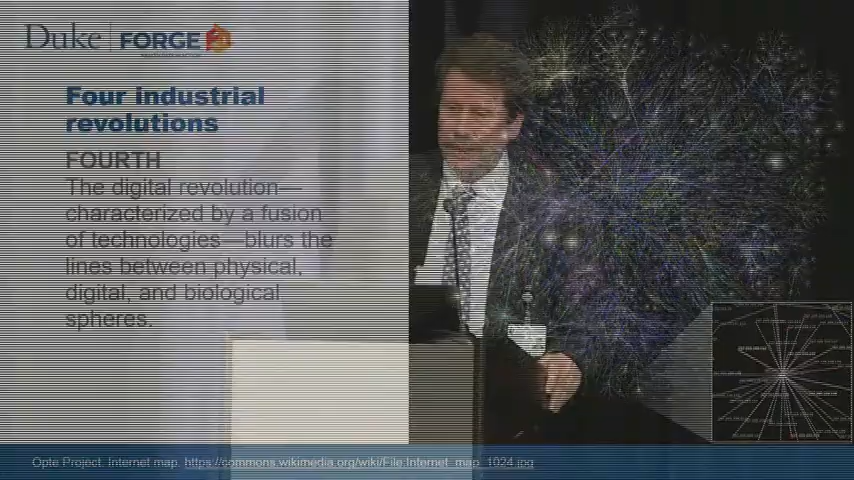 Duke FORGE
Four industrial
revolutions
FOURTH
The digital revolution—
characterized by a fusion
of technologies—blurs the
lines between physical,
digital, and biological
spheres.
Opte Project. Internet map. https://commons.wikimedia.org/wiki/File:Internet_map_1024.jpg